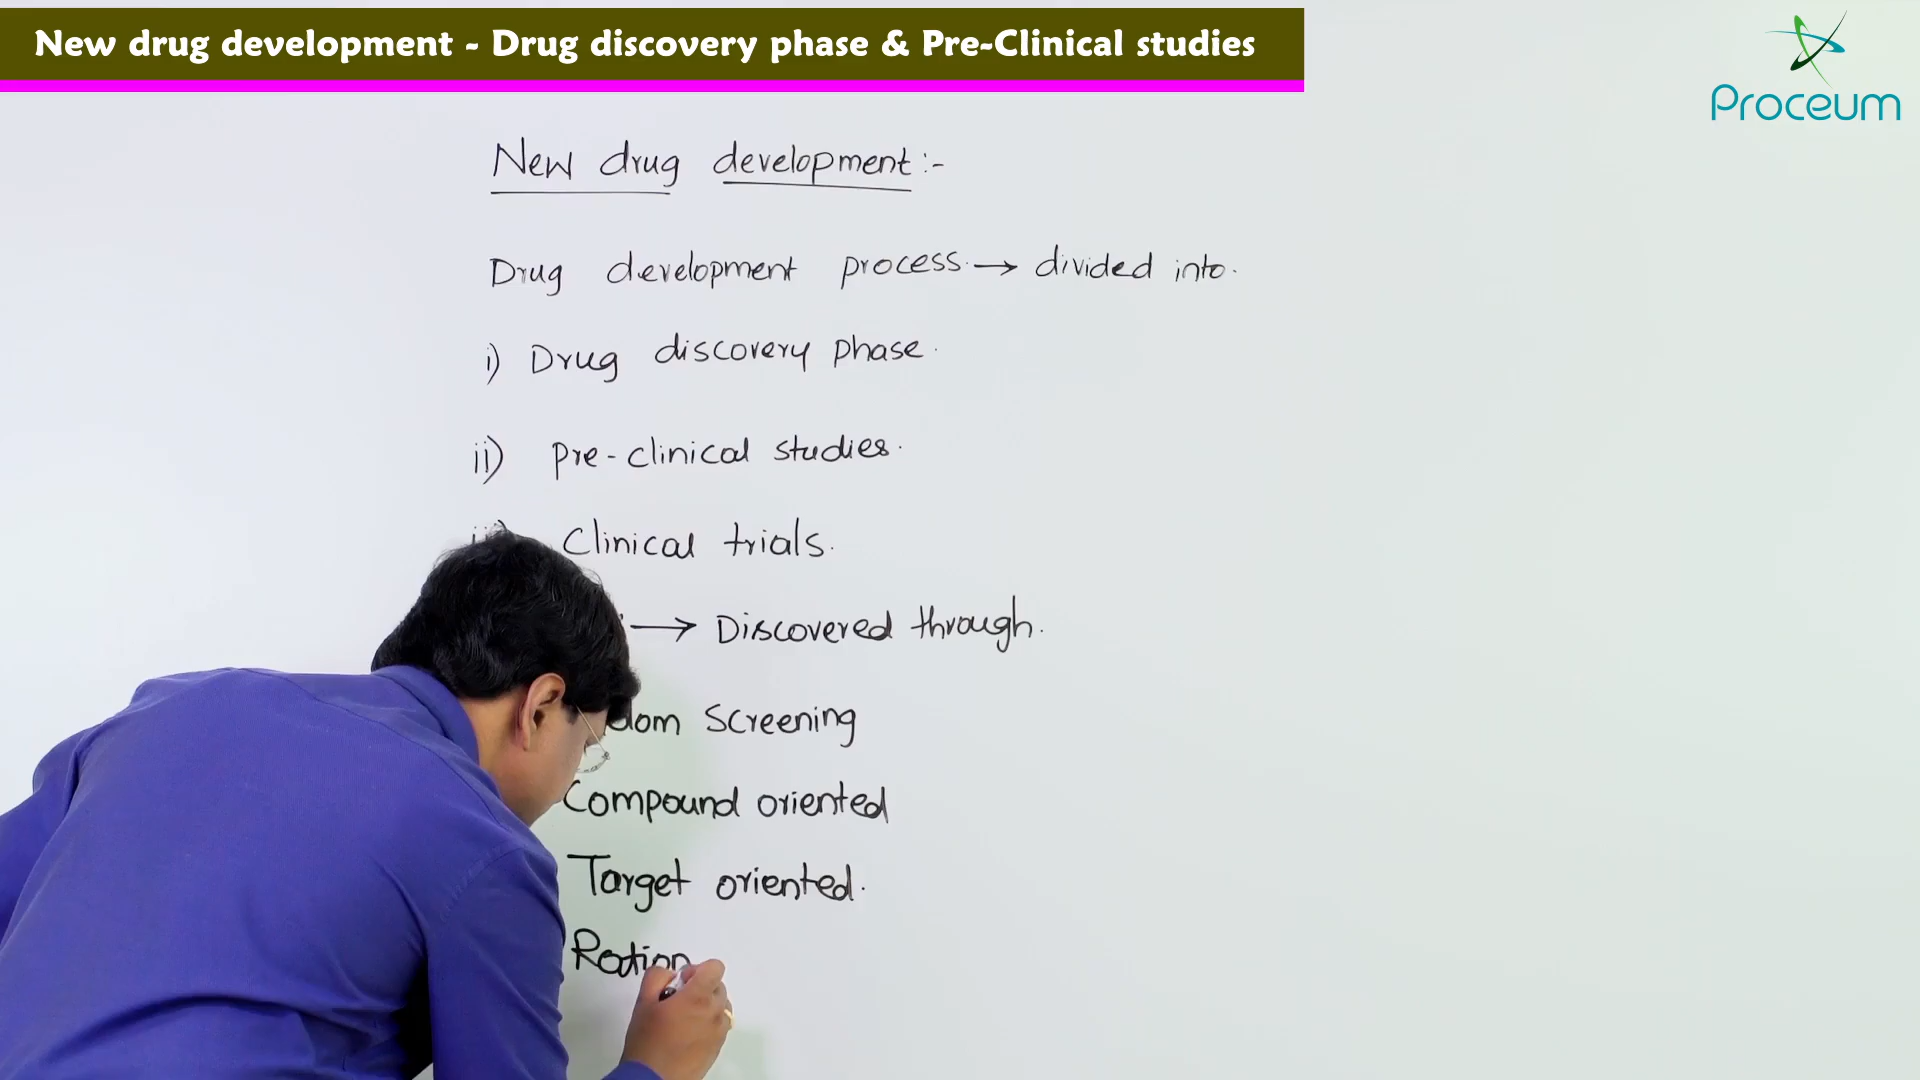 New drug development - Drug discovery phase & Pre-Clinical studies
Proceum
New drug development :-
Drug development process. → divided into.
i) Drug discovery phase.
ii) Pre-clinical studies.
Clinical trials.
→ Discovered through.
Screening
Compound oriented
Target oriented.
Ration